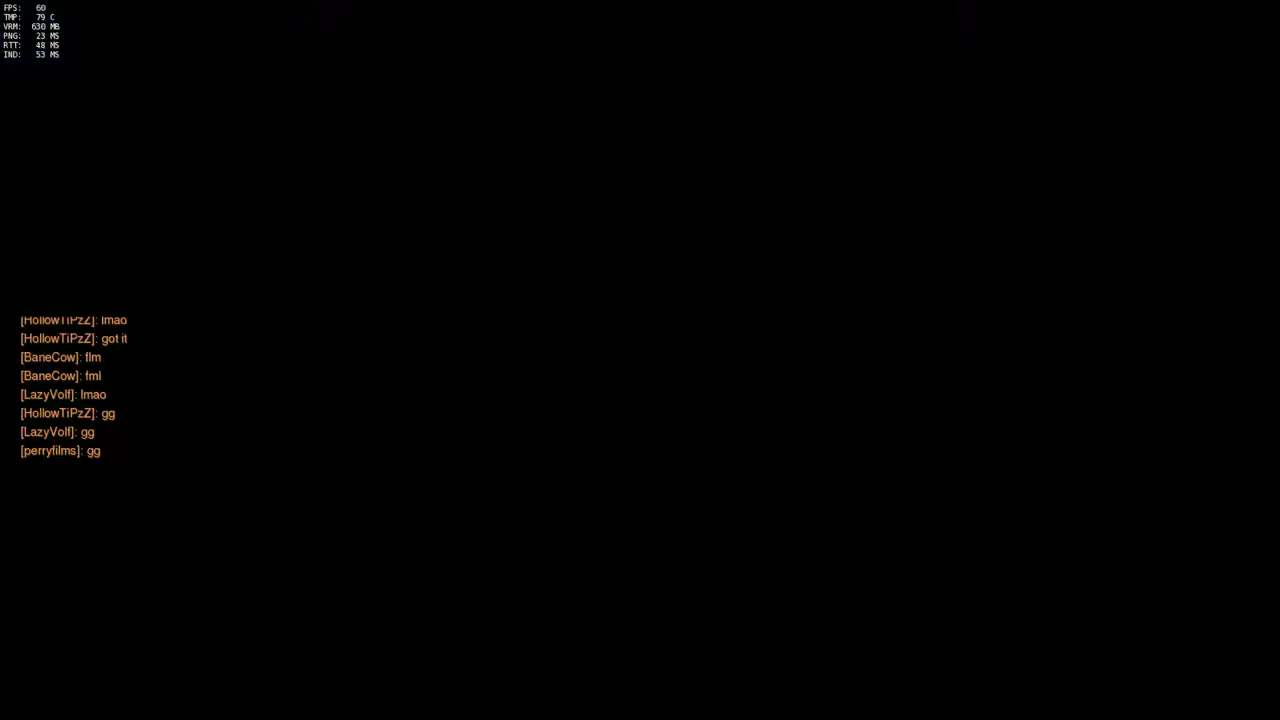 FPS: 60
TMP: 79 C
VRM: 630 MB
PNG: 23 MS
RTT: 48 MS
IND: 53 MS
[HollowTiPzZ]: lmao
[HollowTiPzZ]: got it
[BaneCow]: flm
[BaneCow]: fml
[LazyVolf]: lmao
[HollowTiPzZ]: gg
[LazyVolf]: gg
[perryfilms]: gg